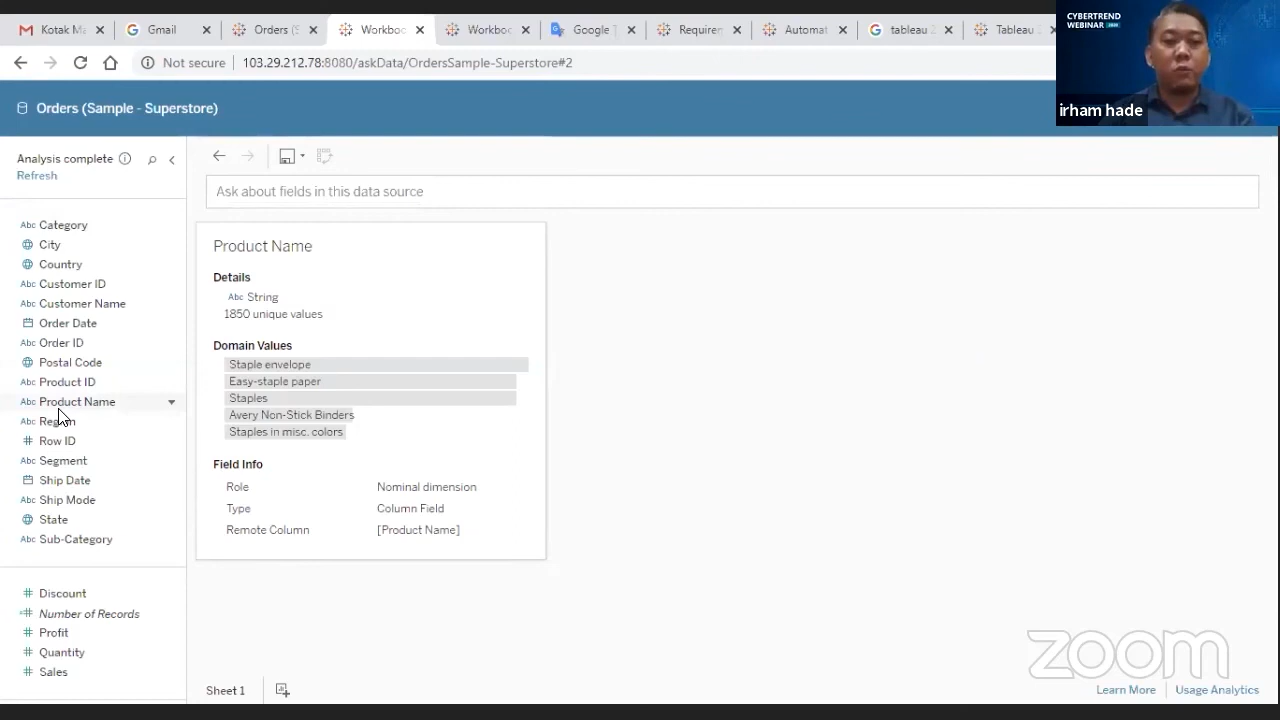 Kotak Ma
Gmail
Orders (S
Workboo
Workboo
Google T
Requirem
Automat
tableau 2
Tableau 2
CYBERTREND
WEBINAR
irham hade
Not secure
103.29.212.78:8080/askData/OrdersSample-Superstore#2
Orders (Sample - Superstore)
Analysis complete
Refresh
Ask about fields in this data source
Abc Category
City
Country
Abc Customer ID
Abc Customer Name
Order Date
Abc Order ID
Postal Code
Abc Product ID
Abc Product Name
Abc
# Row ID
Abc Segment
Ship Date
Abc Ship Mode
State
Abc Sub-Category
# Discount
=# Number of Records
# Profit
# Quantity
# Sales
Product Name
Details
Abc String
1850 unique values
Domain Values
Staple envelope
Easy-staple paper
Staples
Avery Non-Stick Binders
Staples in misc. colors
Field Info
Role Nominal dimension
Type Column Field
Remote Column [Product Name]
zoom
Sheet 1
Learn More
Usage Analytics